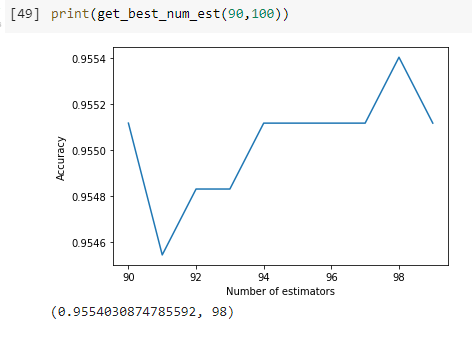 [49] print(get_best_num_est(90,100))
0.9554
0.9552
0.9550
0.9548
0.9546
Accuracy
90 92 94 96 98
Number of estimators
(0.9554030874785592, 98)